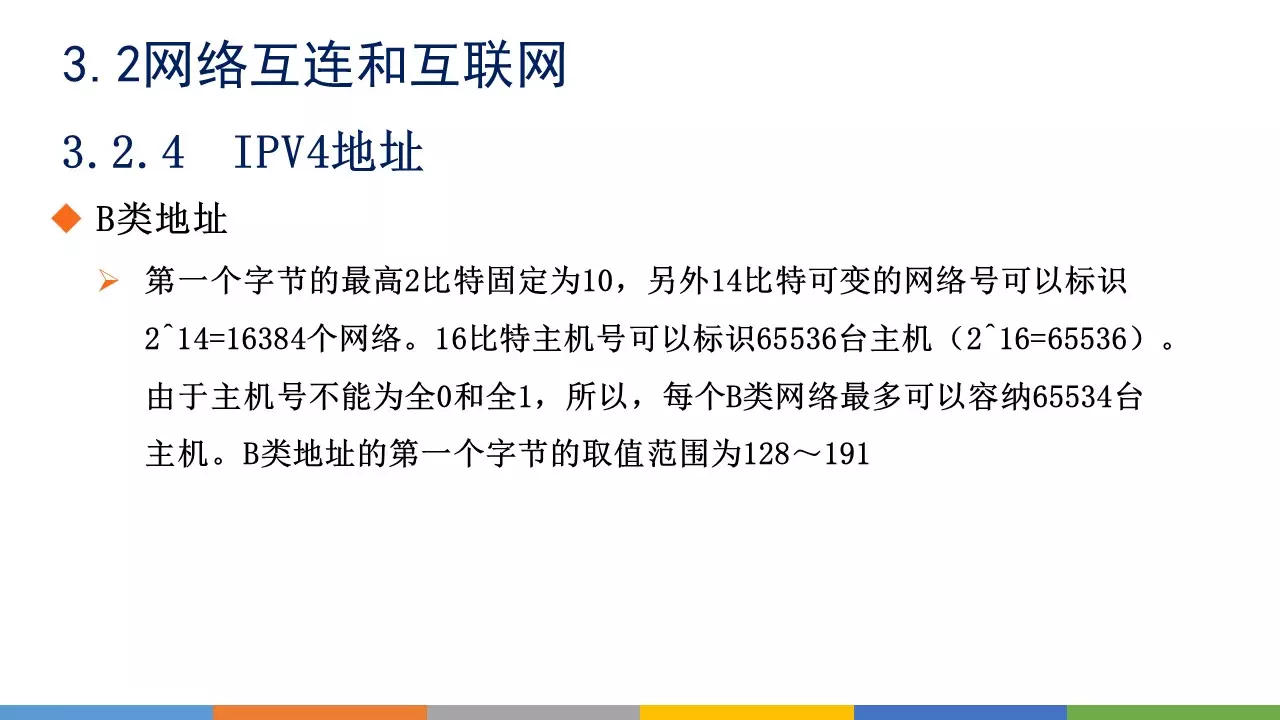 3.2网络互连和互联网
3.2.4 IPV4地址
B类地址
第一个字节的最高2比特固定为10，另外14比特可变的网络号可以标识
2^14=16384个网络。16比特主机号可以标识65536台主机（2^16=65536）。
由于主机号不能为全0和全1，所以，每个B类网络最多可以容纳65534台
主机。B类地址的第一个字节的取值范围为128～191